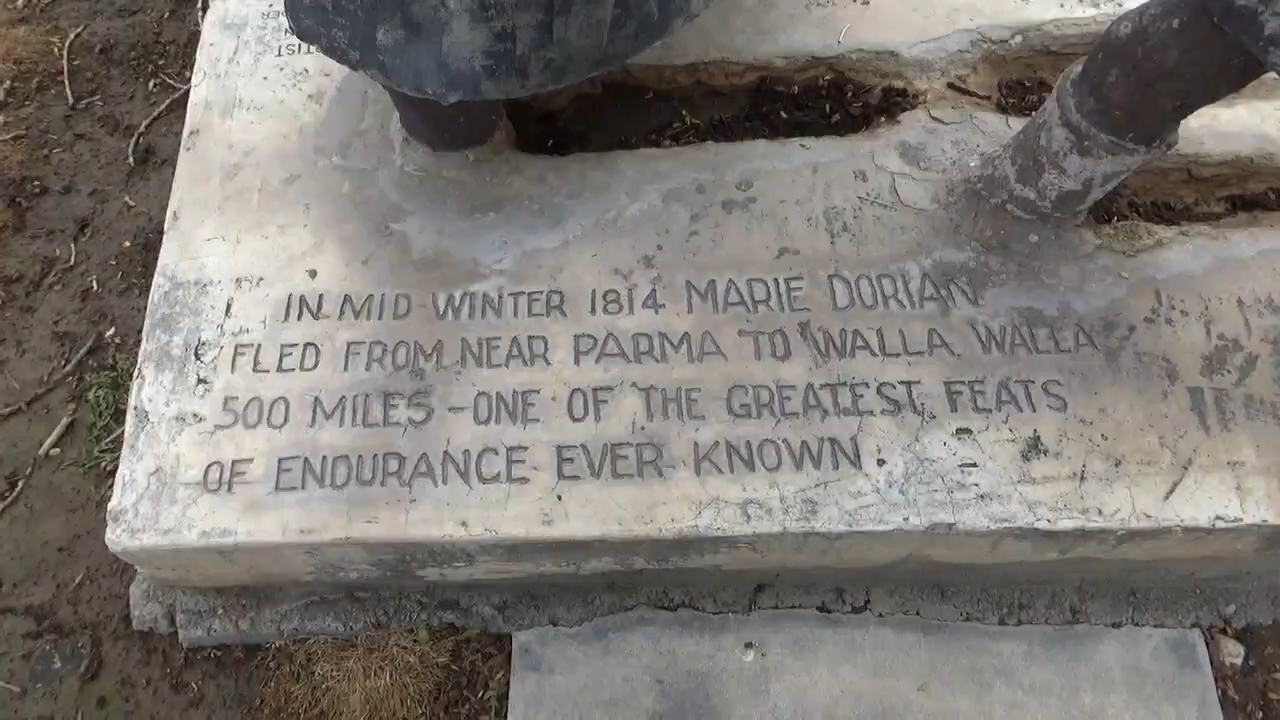 IN MID-WINTER 1814 MARIE DORIAN
FLED FROM NEAR PARMA TO WALLA WALLA
500 MILES - ONE OF THE GREATEST FEATS
OF ENDURANCE EVER KNOWN.